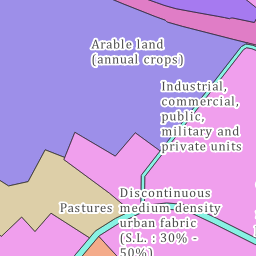 Arable land
(annual crops)
Industrial,
commercial,
public,
military and
private units
Pastures
Discontinuous
medium-density
urban fabric
(S.L. : 30% -
50%)